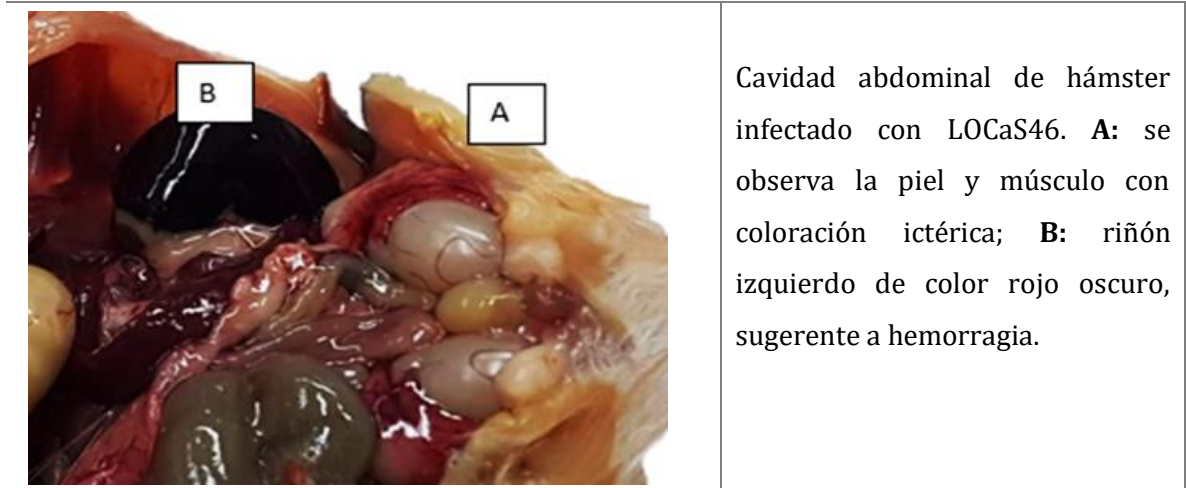 B
A
Cavidad abdominal de hámster
infectado con LOCaS46. A: se
observa la piel y músculo con
coloración ictérica; B: riñón
izquierdo de color rojo oscuro,
sugerente a hemorragia.